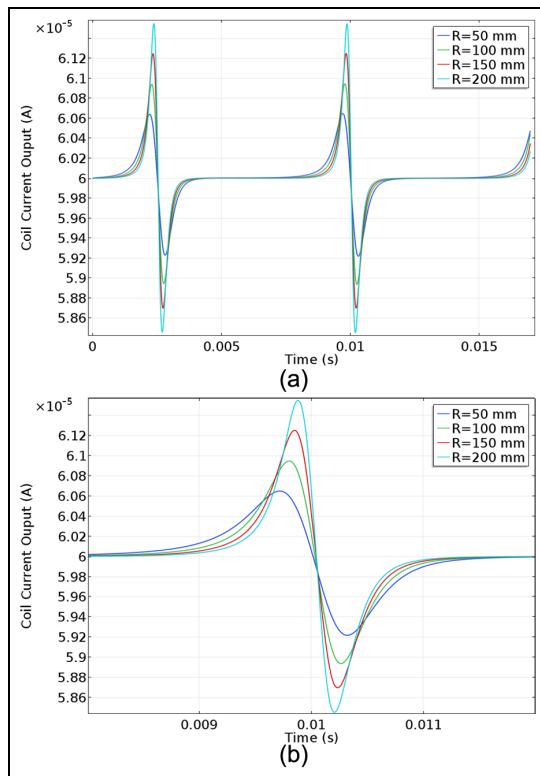 ×10⁻⁵
6.12
6.1
6.08
6.06
6.04
6.02
6
5.98
5.96
5.94
5.92
5.9
5.88
5.86
Coil Current Ouput (A)
R=50 mm
R=100 mm
R=150 mm
R=200 mm
0 0.005 0.01 0.015
Time (s)
(a)
×10⁻⁵
6.12
6.1
6.08
6.06
6.04
6.02
6
5.98
5.96
5.94
5.92
5.9
5.88
5.86
Coil Current Ouput (A)
R=50 mm
R=100 mm
R=150 mm
R=200 mm
0.009 0.01 0.011
Time (s)
(b)